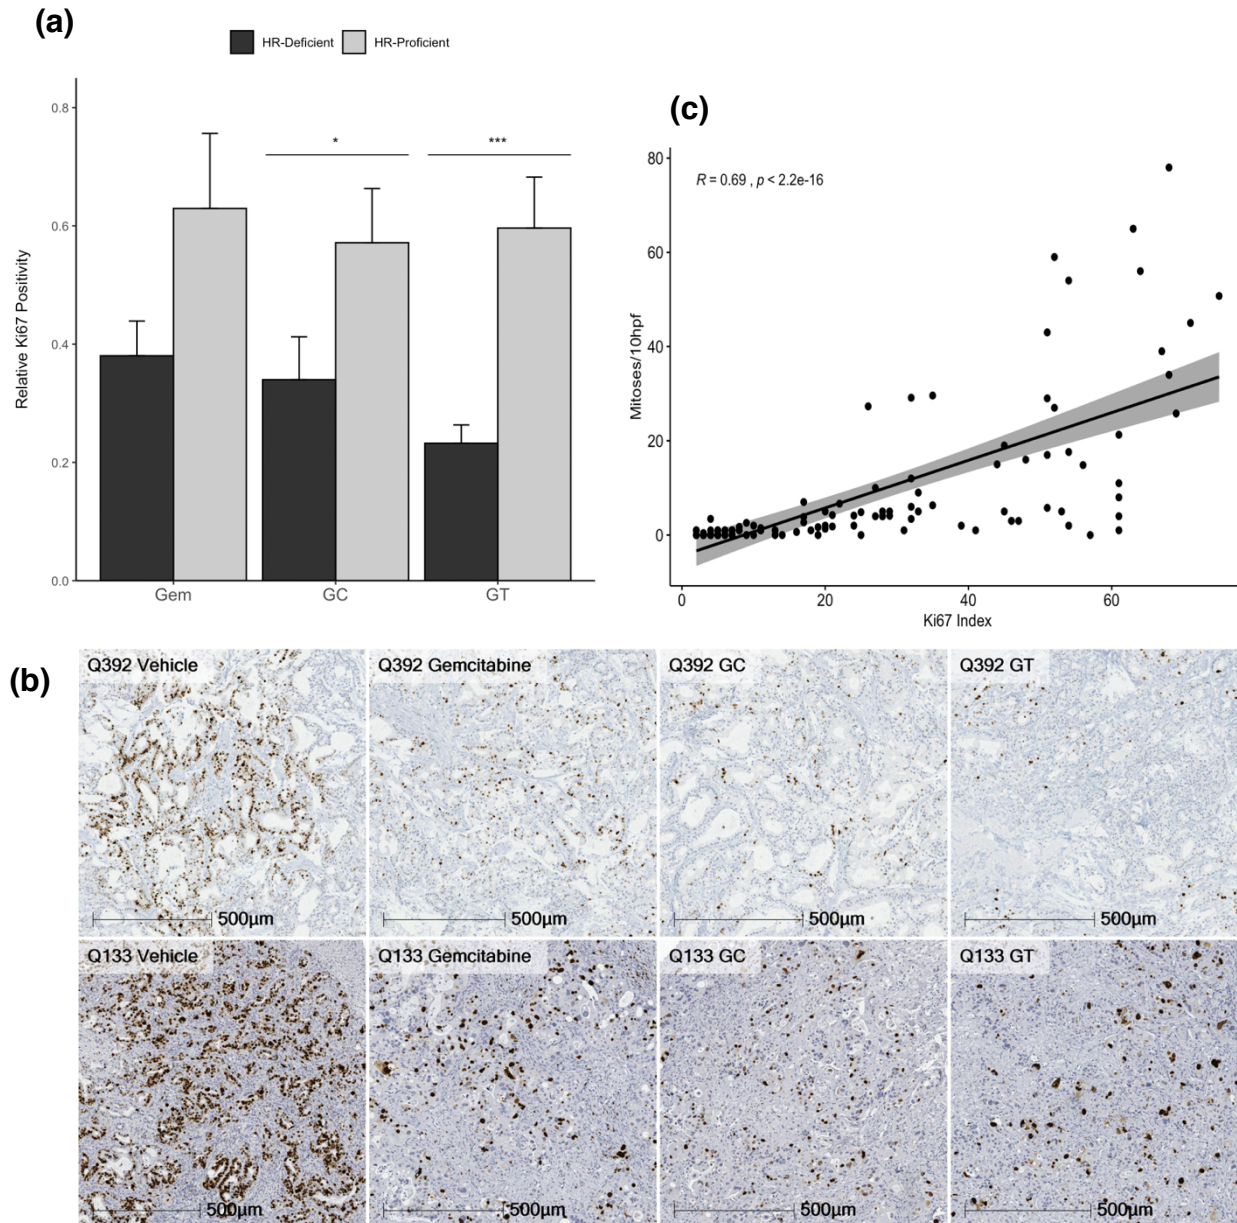 (a)
HR-Deficient HR-Proficient
0.8
0.6
0.4
0.2
0.0
Relative Ki67 Positivity
*
***
Gem GC GT
(c)
R = 0.69 , p < 2.2e-16
80
60
40
20
0
Mitoses/10hpf
0 20 40 60
Ki67 Index
(b)
Q392 Vehicle
500µm
Q392 Gemcitabine
500µm
Q392 GC
500µm
Q392 GT
500µm
Q133 Vehicle
500µm
Q133 Gemcitabine
500µm
Q133 GC
500µm
Q133 GT
500µm